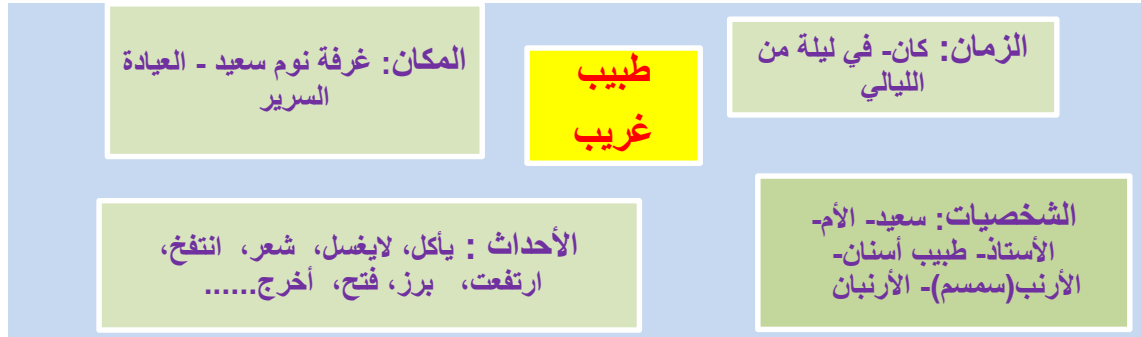 الزمان: كان- في ليلة من
الليالي
طبيب
غريب
المكان: غرفة نوم سعيد - العيادة
السرير
الشخصيات: سعيد- الأم-
الأستاذ- طبيب أسنان-
الأرنب(سمسم)- الأرنبان
الأحداث : يأكل، لايغسل، شعر، انتفخ،
ارتفعت، برز، فتح، أخرج......